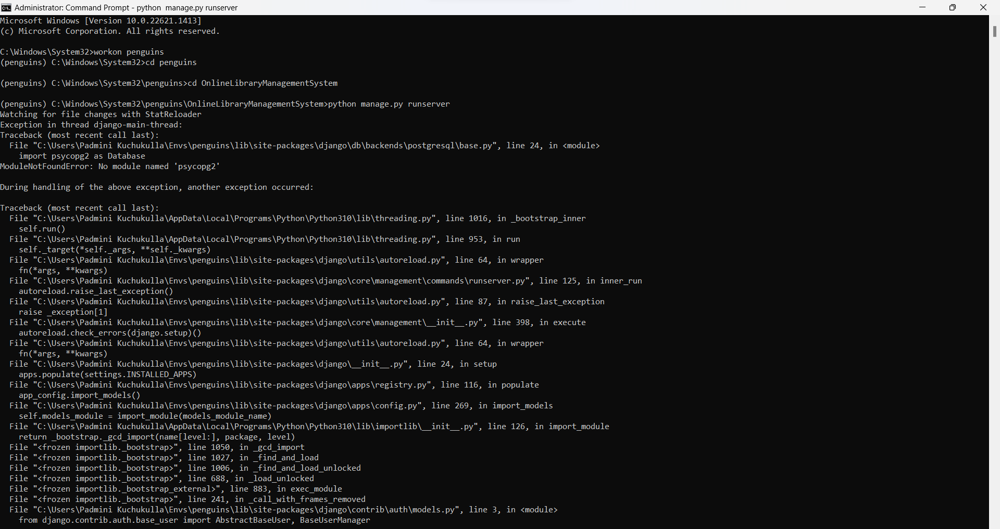 Administrator: Command Prompt - python  manage.py runserver
Microsoft Windows [Version 10.0.22621.1413]
(c) Microsoft Corporation. All rights reserved.
C:\Windows\System32>workon penguins
(penguins) C:\Windows\System32>cd penguins
(penguins) C:\Windows\System32\penguins>cd OnlineLibraryManagementSystem
(penguins) C:\Windows\System32\penguins\OnlineLibraryManagementSystem>python manage.py runserver
Watching for file changes with StatReloader
Exception in thread django-main-thread:
Traceback (most recent call last):
  File "C:\Users\Padmini Kuchukulla\Envs\penguins\lib\site-packages\django\db\backends\postgresql\base.py", line 24, in <module>
    import psycopg2 as Database
ModuleNotFoundError: No module named 'psycopg2'
During handling of the above exception, another exception occurred:
Traceback (most recent call last):
  File "C:\Users\Padmini Kuchukulla\AppData\Local\Programs\Python\Python310\lib\threading.py", line 1016, in _bootstrap_inner
    self.run()
  File "C:\Users\Padmini Kuchukulla\AppData\Local\Programs\Python\Python310\lib\threading.py", line 953, in run
    self._target(*self._args, **self._kwargs)
  File "C:\Users\Padmini Kuchukulla\Envs\penguins\lib\site-packages\django\utils\autoreload.py", line 64, in wrapper
    fn(*args, **kwargs)
  File "C:\Users\Padmini Kuchukulla\Envs\penguins\lib\site-packages\django\core\management\commands\runserver.py", line 125, in inner_run
    autoreload.raise_last_exception()
  File "C:\Users\Padmini Kuchukulla\Envs\penguins\lib\site-packages\django\utils\autoreload.py", line 87, in raise_last_exception
    raise _exception[1]
  File "C:\Users\Padmini Kuchukulla\Envs\penguins\lib\site-packages\django\core\management\__init__.py", line 398, in execute
    autoreload.check_errors(django.setup)()
  File "C:\Users\Padmini Kuchukulla\Envs\penguins\lib\site-packages\django\utils\autoreload.py", line 64, in wrapper
    fn(*args, **kwargs)
  File "C:\Users\Padmini Kuchukulla\Envs\penguins\lib\site-packages\django\__init__.py", line 24, in setup
    apps.populate(settings.INSTALLED_APPS)
  File "C:\Users\Padmini Kuchukulla\Envs\penguins\lib\site-packages\django\apps\registry.py", line 116, in populate
    app_config.import_models()
  File "C:\Users\Padmini Kuchukulla\Envs\penguins\lib\site-packages\django\apps\config.py", line 269, in import_models
    self.models_module = import_module(models_module_name)
  File "C:\Users\Padmini Kuchukulla\AppData\Local\Programs\Python\Python310\lib\importlib\__init__.py", line 126, in import_module
    return _bootstrap._gcd_import(name[level:], package, level)
  File "<frozen importlib._bootstrap>", line 1050, in _gcd_import
  File "<frozen importlib._bootstrap>", line 1027, in _find_and_load
  File "<frozen importlib._bootstrap>", line 1006, in _find_and_load_unlocked
  File "<frozen importlib._bootstrap>", line 688, in _load_unlocked
  File "<frozen importlib._bootstrap_external>", line 883, in exec_module
  File "<frozen importlib._bootstrap>", line 241, in _call_with_frames_removed
  File "C:\Users\Padmini Kuchukulla\Envs\penguins\lib\site-packages\django\contrib\auth\models.py", line 3, in <module>
    from django.contrib.auth.base_user import AbstractBaseUser, BaseUserManager